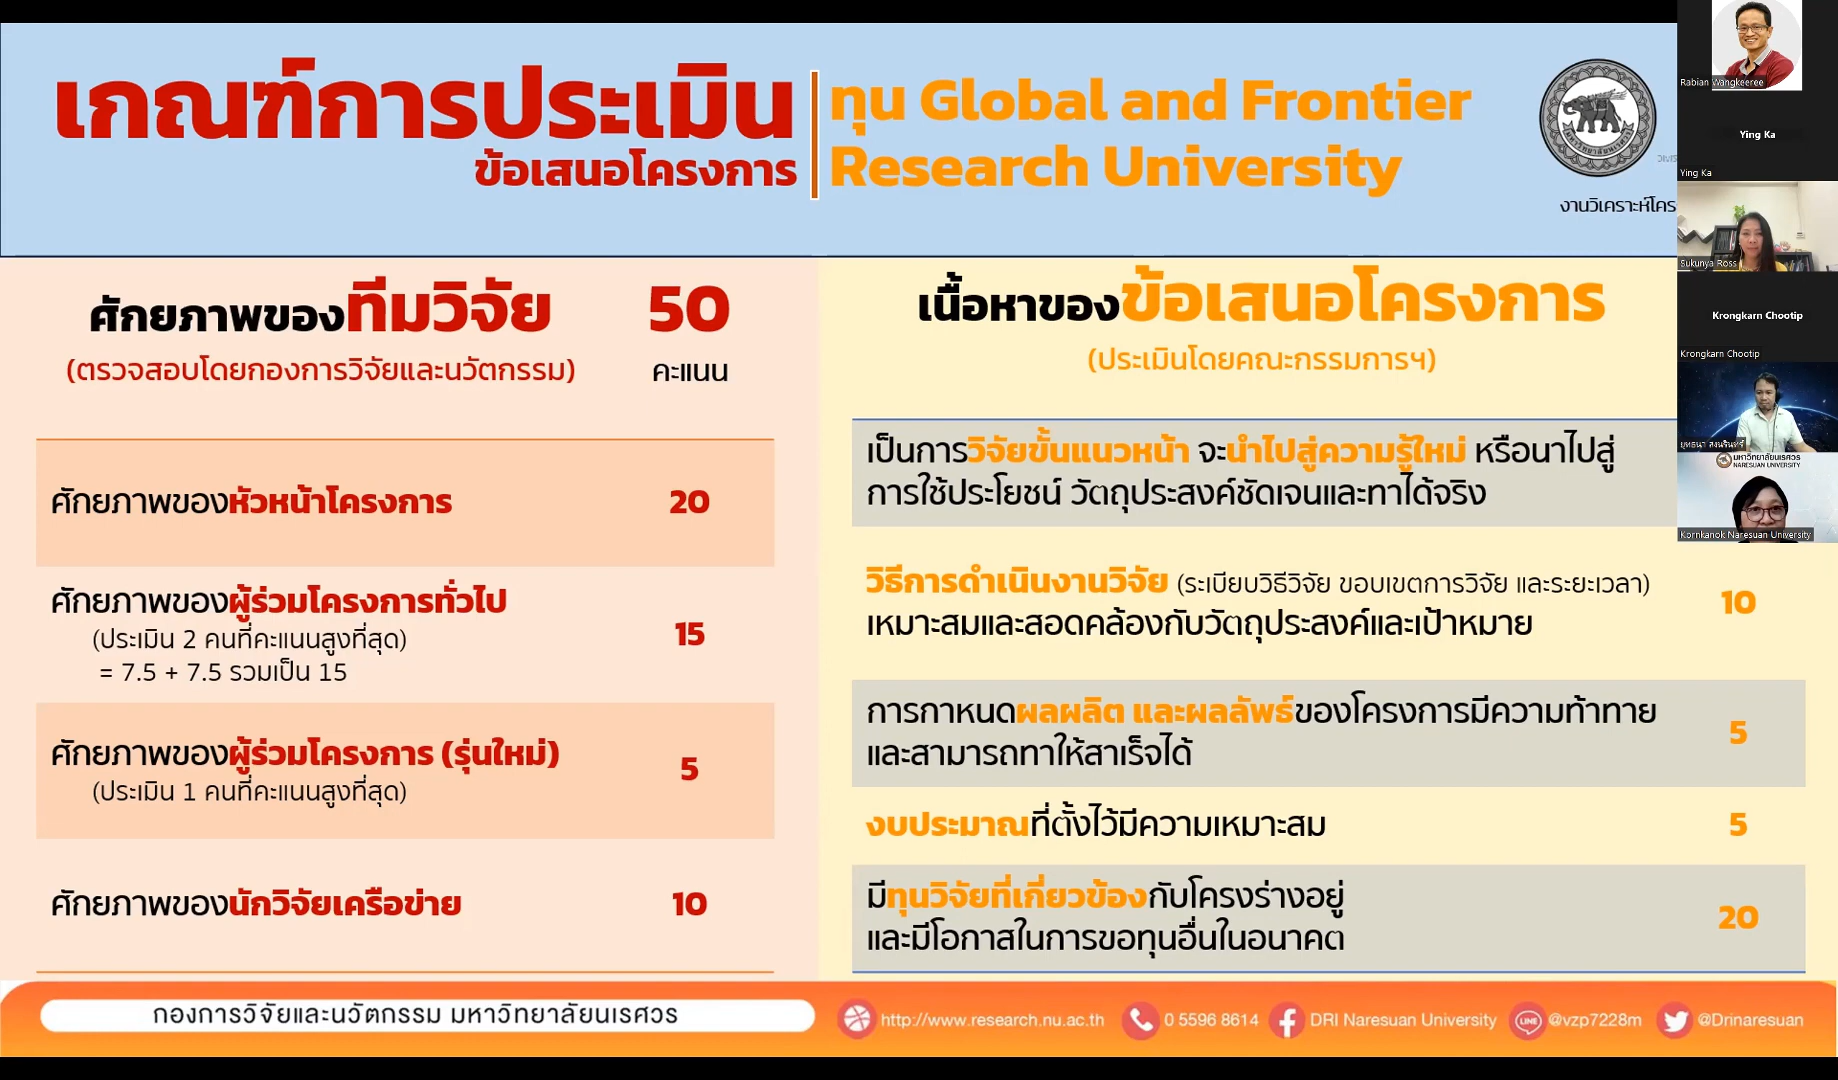 เกณฑ์การประเมิน
ข้อเสนอโครงการ
ทุน Global and Frontier
Research University
งานวิเคราะห์โคร
ศักยภาพของทีมวิจัย
50
(ตรวจสอบโดยกองการวิจัยและนวัตกรรม)
คะแนน
ศักยภาพของหัวหน้าโครงการ
20
ศักยภาพของผู้ร่วมโครงการทั่วไป
(ประเมิน 2 คนที่คะแนนสูงที่สุด)
= 7.5 + 7.5 รวมเป็น 15
15
ศักยภาพของผู้ร่วมโครงการ (รุ่นใหม่)
(ประเมิน 1 คนที่คะแนนสูงที่สุด)
5
ศักยภาพของนักวิจัยเครือข่าย
10
เนื้อหาของข้อเสนอโครงการ
(ประเมินโดยคณะกรรมการฯ)
เป็นการวิจัยขั้นแนวหน้า จะนำไปสู่ความรู้ใหม่ หรือนาไปสู่
การใช้ประโยชน์ วัตถุประสงค์ชัดเจนและทาได้จริง
วิธีการดำเนินงานวิจัย (ระเบียบวิธีวิจัย ขอบเขตการวิจัย และระยะเวลา)
เหมาะสมและสอดคล้องกับวัตถุประสงค์และเป้าหมาย
10
การกาหนดผลผลิต และผลลัพธ์ของโครงการมีความท้าทาย
และสามารถทาให้สาเร็จได้
5
งบประมาณที่ตั้งไว้มีความเหมาะสม
5
มีทุนวิจัยที่เกี่ยวข้องกับโครงร่างอยู่
และมีโอกาสในการขอทุนอื่นในอนาคต
20
กองการวิจัยและนวัตกรรม มหาวิทยาลัยนเรศวร
http://www.research.nu.ac.th
0 5596 8614
DRI Naresuan University
LINE
@vzp7228m
@Drinaresuan
Rabian Wangkeeree
Ying Ka
Ying Ka
Sukunya Ross
Krongkarn Chootip
Krongkarn Chootip
ยุทธนา สงนรินทร์
มหาวิทยาลัยนเรศวร
NARESUAN UNIVERSITY
Kornkanok Naresuan University